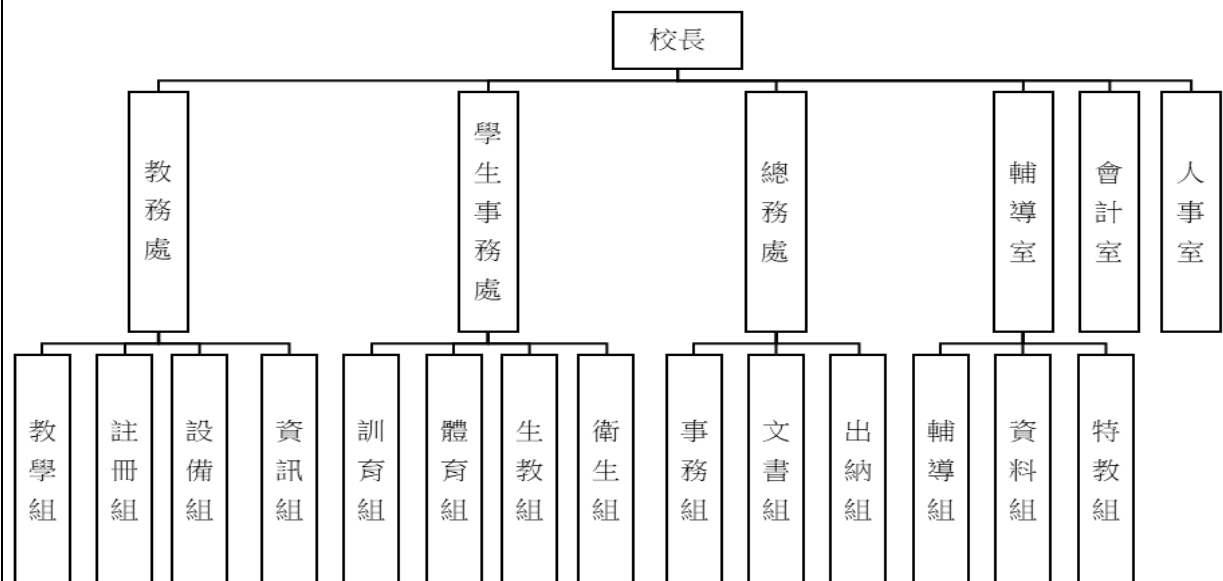 校長
教務處
學生事務處
總務處
輔導室
會計室
人事室
教學組
註冊組
設備組
資訊組
訓育組
體育組
生教組
衛生組
事務組
文書組
出納組
輔導組
資料組
特教組